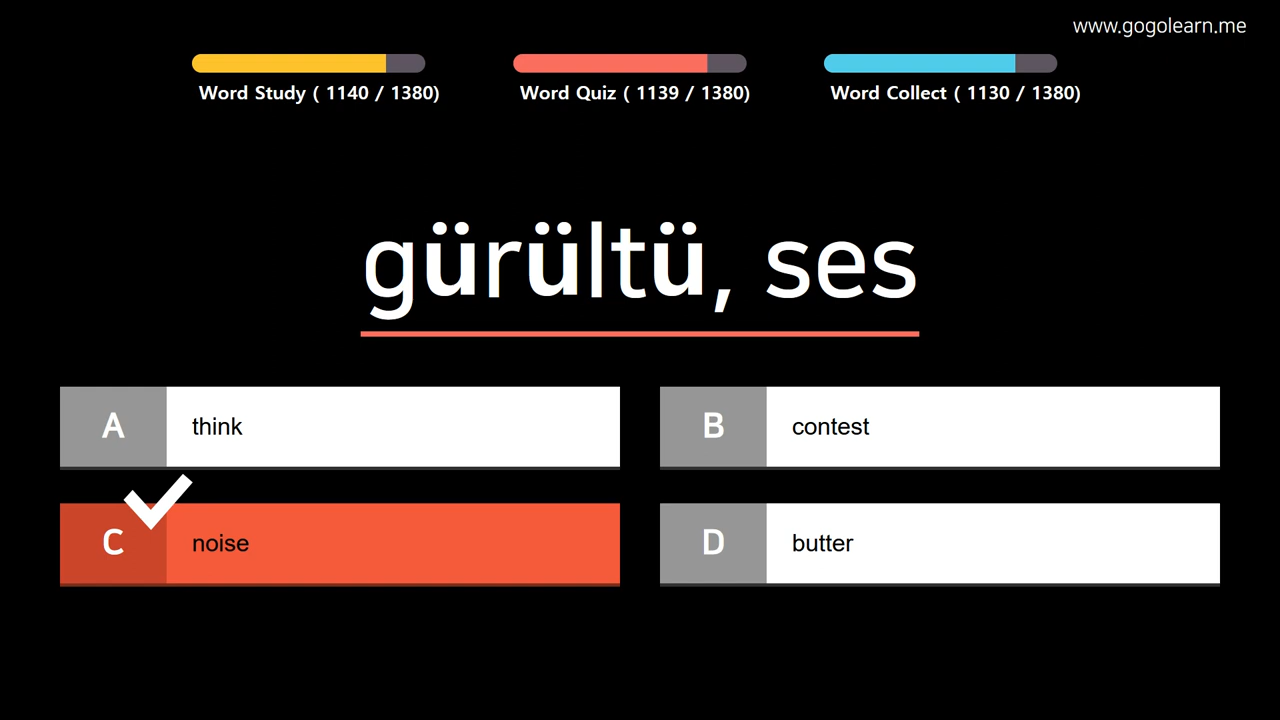 www.gogolearn.me
Word Study ( 1140 / 1380)
Word Quiz ( 1139 / 1380)
Word Collect ( 1130 / 1380)
gürültü, ses
A think
B contest
C noise
D butter